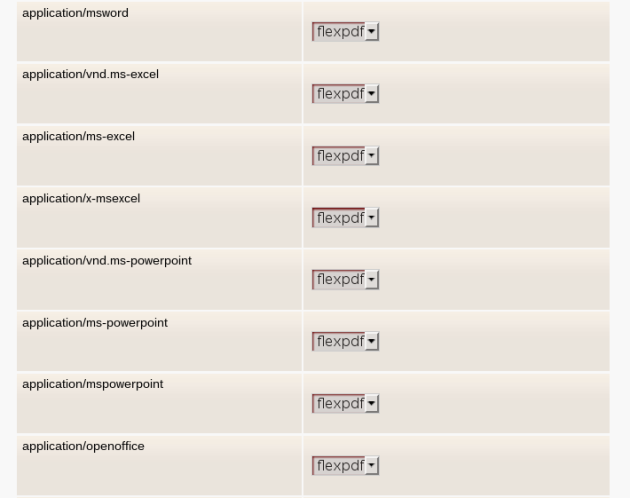 application/msword
flexpdf
application/vnd.ms-excel
flexpdf
application/ms-excel
flexpdf
application/x-msexcel
flexpdf
application/vnd.ms-powerpoint
flexpdf
application/ms-powerpoint
flexpdf
application/mspowerpoint
flexpdf
application/openoffice
flexpdf